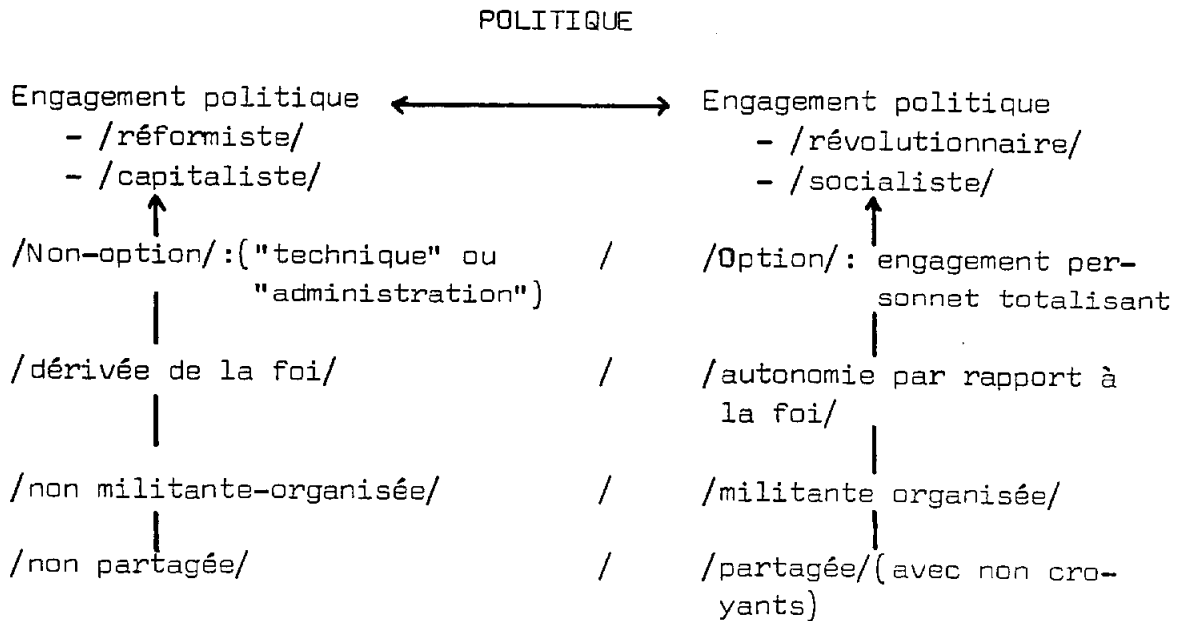 POLITIQUE
Engagement politique ⟷ Engagement politique
- /réformiste/ - /révolutionnaire/
- /capitaliste/ - /socialiste/
/Non-option/:("technique" ou / /Option/: engagement per-
"administration") sonnet totalisant
/dérivée de la foi/ / /autonomie par rapport à
la foi/
/non militante-organisée/ / /militante organisée/
/non partagée/ / /partagée/(avec non cro-
yants)